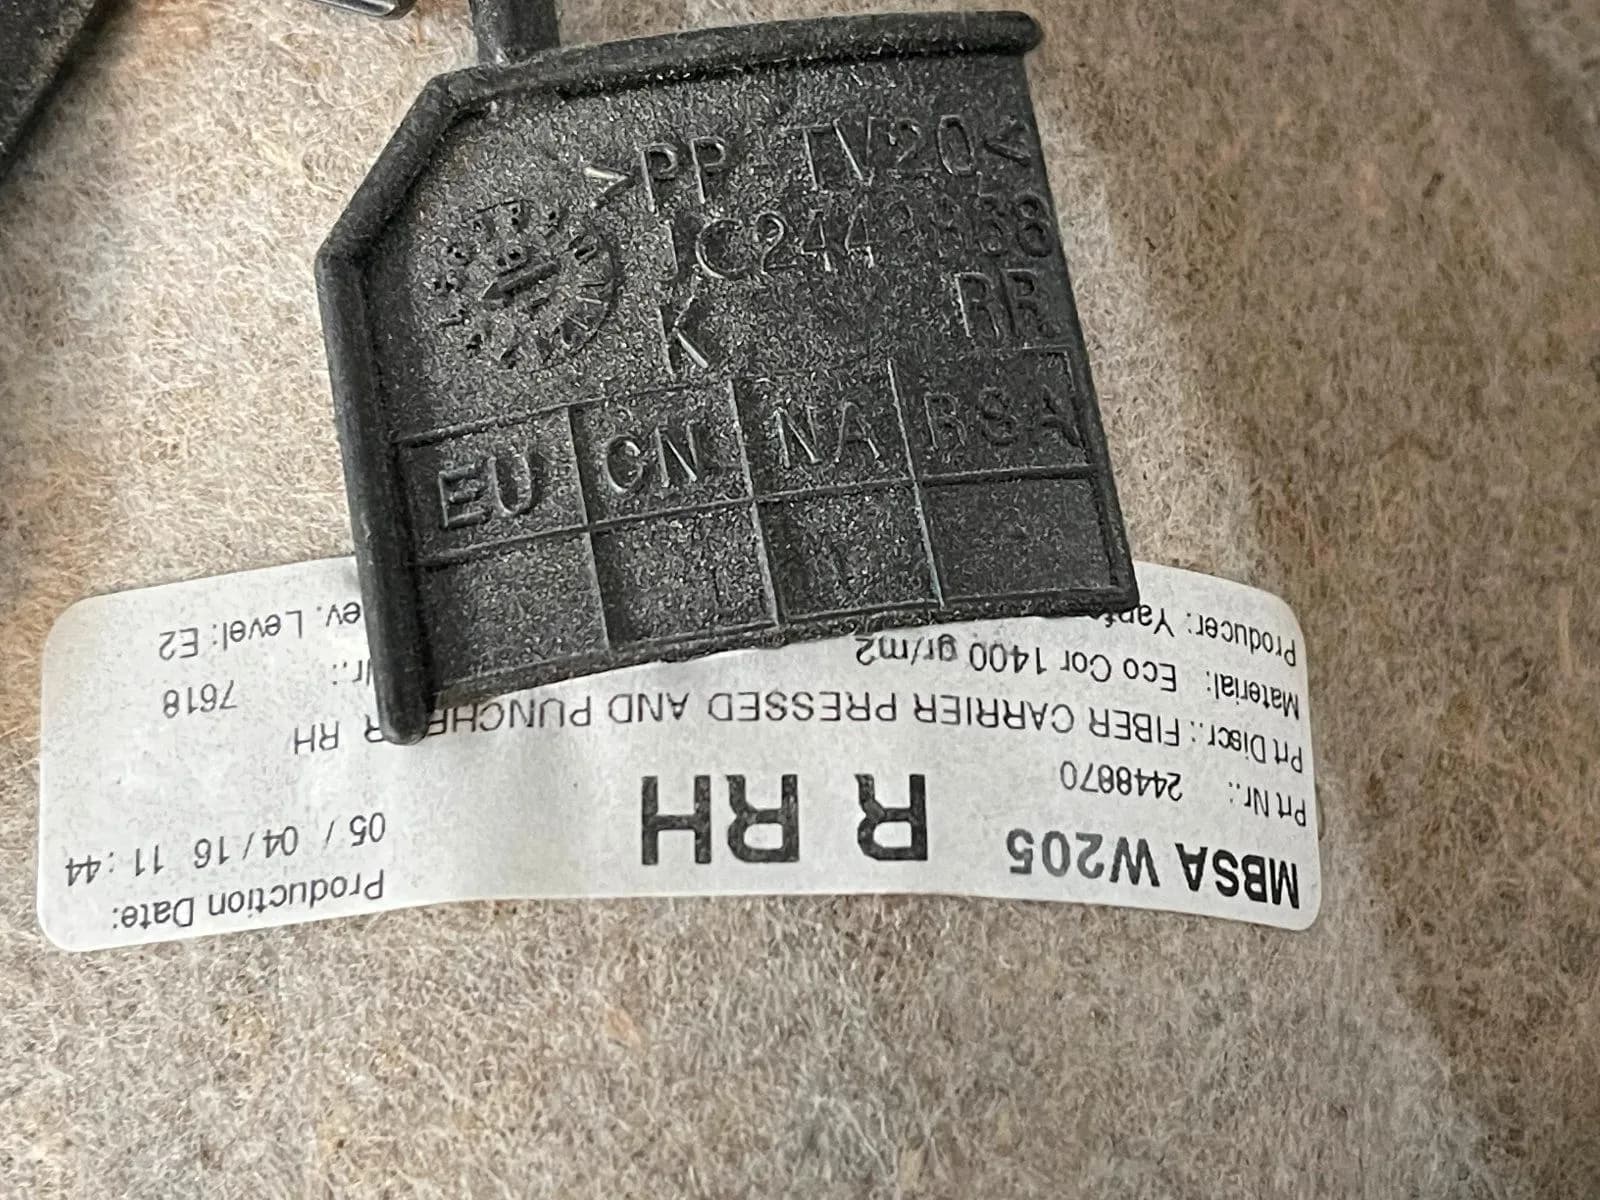 >PP-TV20<
K RR
EU CN NA RSA
MBSA W205 R RH Production Date:
Prt Nr.: 2448870 05 / 04/16 11:44
Prt Discr.: FIBER CARRIER PRESSED AND PUNCHE R RH
Material: Eco Cor 1400 gr/m2 7618
Producer: Level: E2